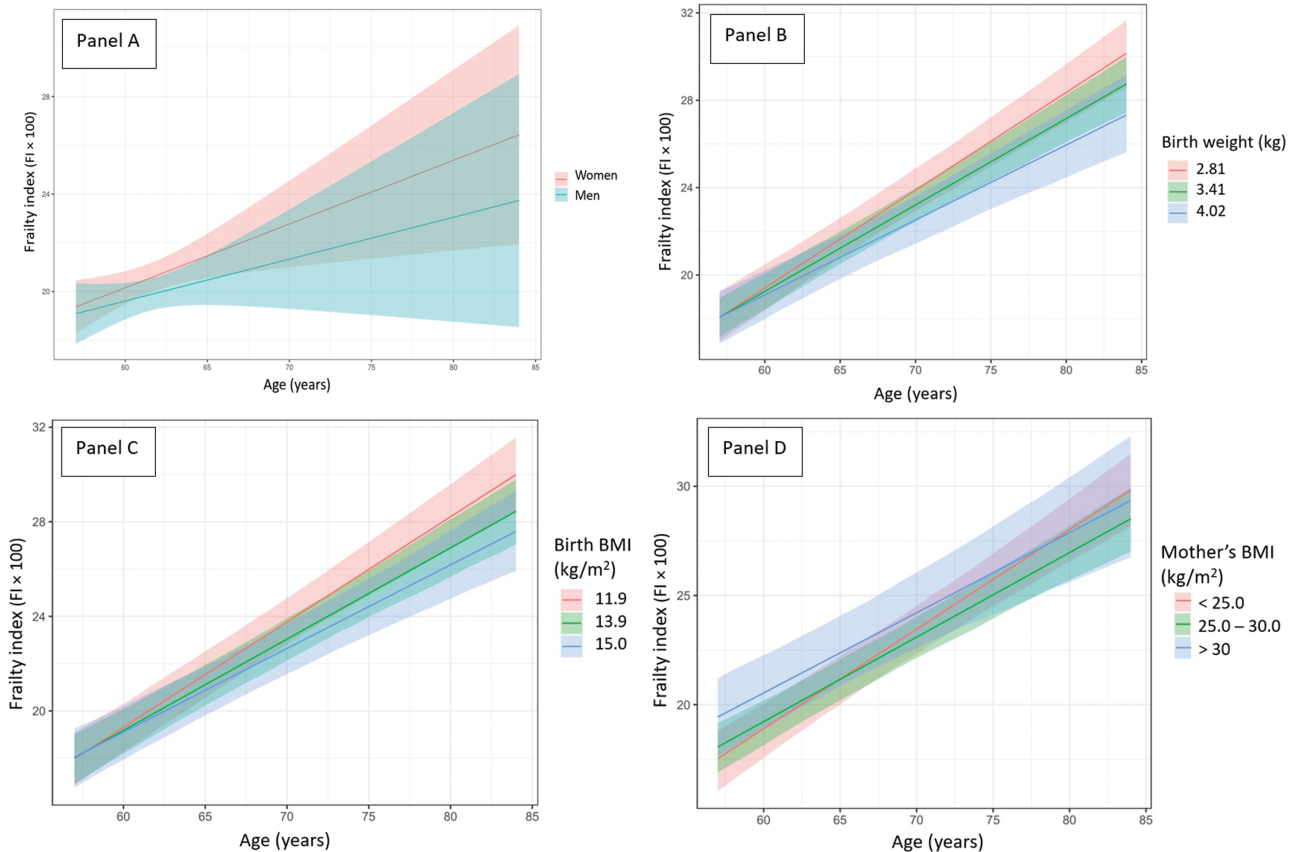 Panel A
28
24
20
Frailty index (FI × 100)
60 65 70 75 80 85
Age (years)
Women
Men
Panel B
32
28
24
20
Frailty index (FI × 100)
60 65 70 75 80 85
Age (years)
Birth weight (kg)
2.81
3.41
4.02
Panel C
32
28
24
20
Frailty index (FI × 100)
60 65 70 75 80 85
Age (years)
Birth BMI
(kg/m²)
11.9
13.9
15.0
Panel D
30
25
20
Frailty index (FI × 100)
60 65 70 75 80 85
Age (years)
Mother’s BMI
(kg/m²)
< 25.0
25.0 – 30.0
> 30